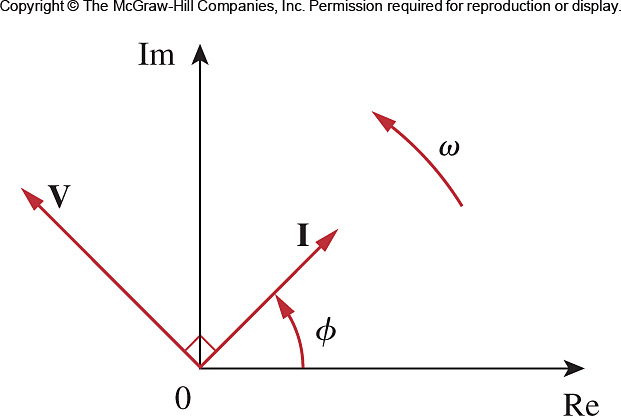 Copyright © The McGraw-Hill Companies, Inc. Permission required for reproduction or display.
Im
ω
V
I
ϕ
0
Re